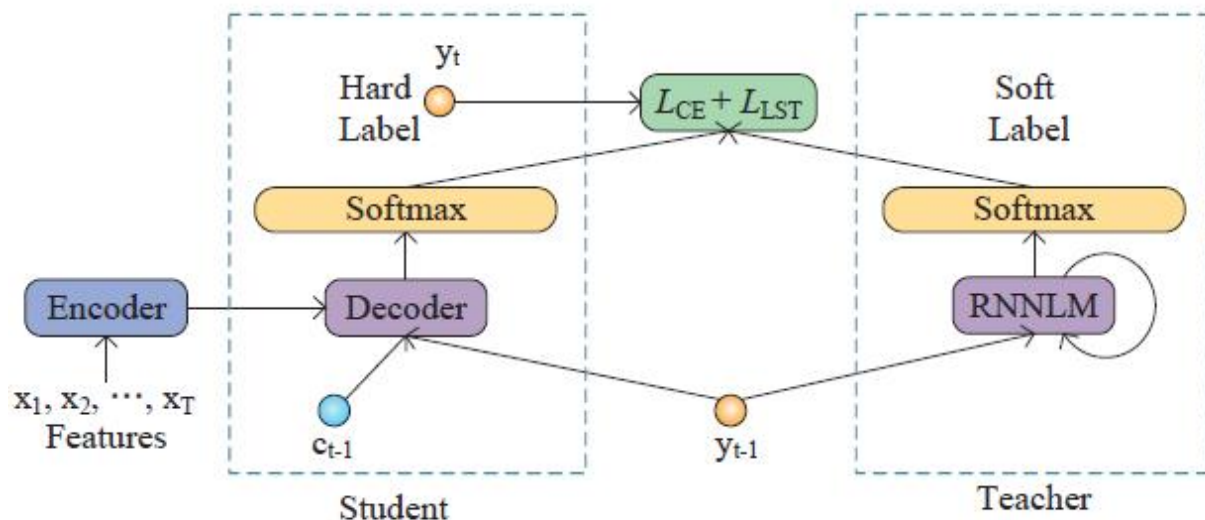 y_t
Hard
Label
L_CE + L_LST
Soft
Label
Softmax
Softmax
Encoder
Decoder
RNNLM
x_1, x_2, ⋯, x_T
Features
c_t-1
y_t-1
Student
Teacher